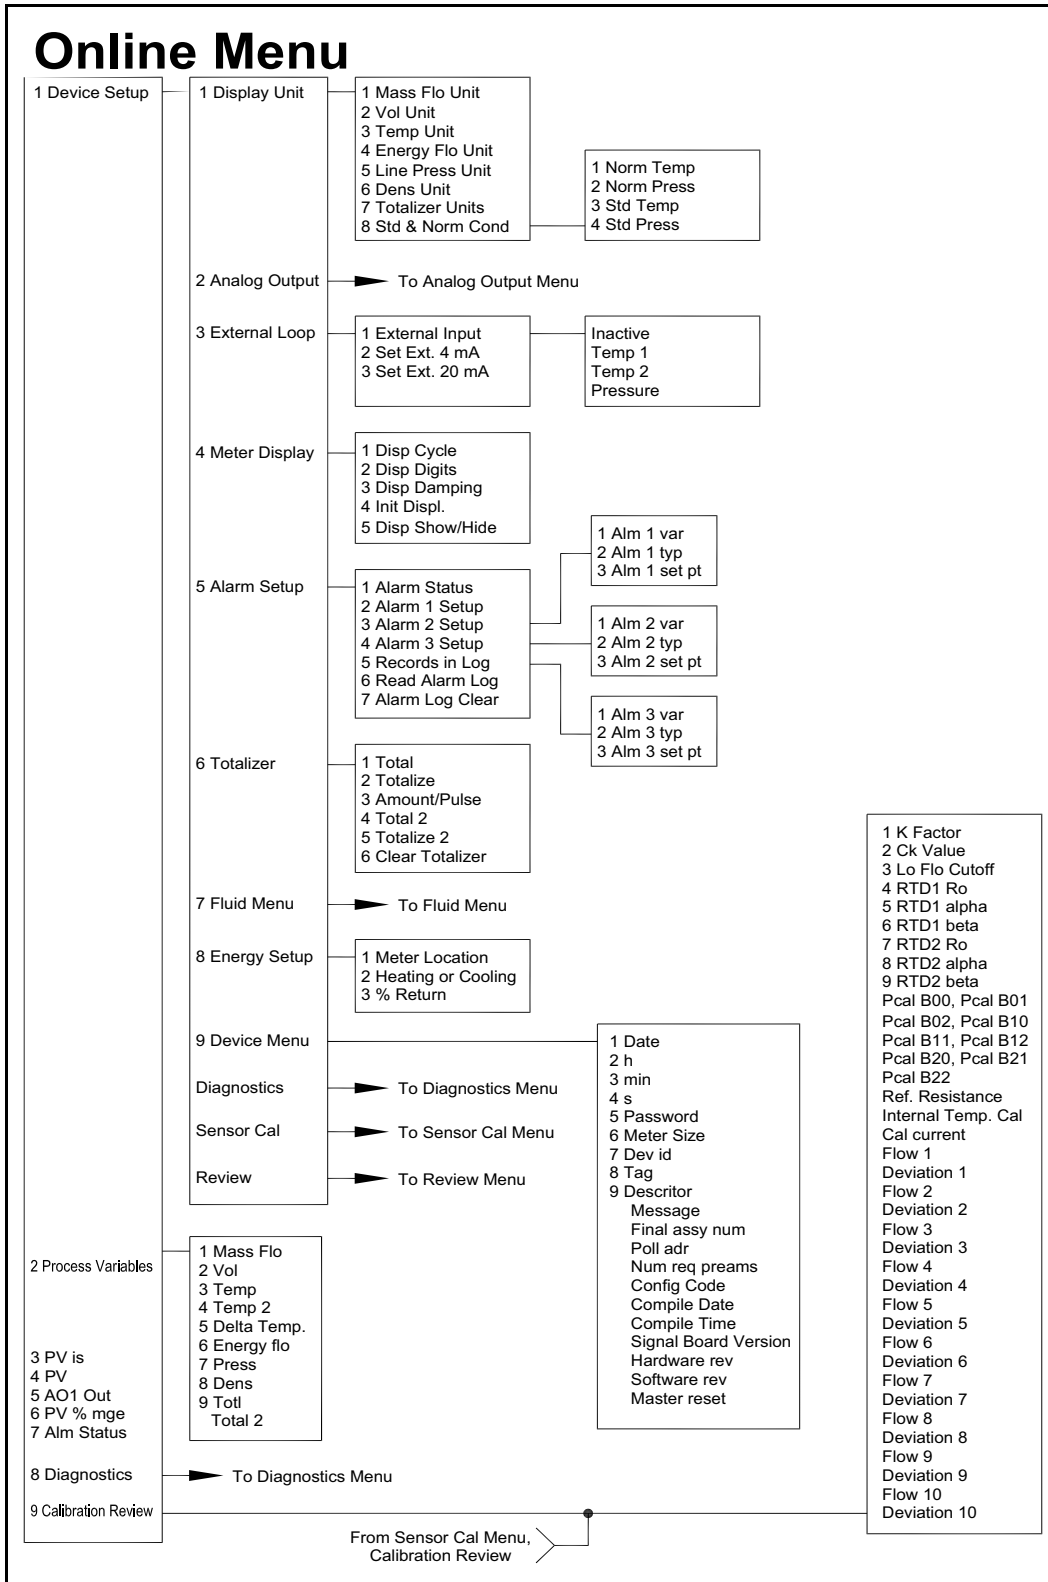 Online Menu
1 Device Setup
1 Display Unit
1 Mass Flo Unit
2 Vol Unit
3 Temp Unit
4 Energy Flo Unit
5 Line Press Unit
6 Dens Unit
7 Totalizer Units
8 Std & Norm Cond
1 Norm Temp
2 Norm Press
3 Std Temp
4 Std Press
2 Analog Output
To Analog Output Menu
3 External Loop
1 External Input
2 Set Ext. 4 mA
3 Set Ext. 20 mA
Inactive
Temp 1
Temp 2
Pressure
4 Meter Display
1 Disp Cycle
2 Disp Digits
3 Disp Damping
4 Init Displ.
5 Disp Show/Hide
5 Alarm Setup
1 Alarm Status
2 Alarm 1 Setup
3 Alarm 2 Setup
4 Alarm 3 Setup
5 Records in Log
6 Read Alarm Log
7 Alarm Log Clear
1 Alm 1 var
2 Alm 1 typ
3 Alm 1 set pt
1 Alm 2 var
2 Alm 2 typ
3 Alm 2 set pt
1 Alm 3 var
2 Alm 3 typ
3 Alm 3 set pt
6 Totalizer
1 Total
2 Totalize
3 Amount/Pulse
4 Total 2
5 Totalize 2
6 Clear Totalizer
7 Fluid Menu
To Fluid Menu
8 Energy Setup
1 Meter Location
2 Heating or Cooling
3 % Return
9 Device Menu
1 Date
2 h
3 min
4 s
5 Password
6 Meter Size
7 Dev id
8 Tag
9 Descritor
Message
Final assy num
Poll adr
Num req preams
Config Code
Compile Date
Compile Time
Signal Board Version
Hardware rev
Software rev
Master reset
Diagnostics
To Diagnostics Menu
Sensor Cal
To Sensor Cal Menu
Review
To Review Menu
2 Process Variables
1 Mass Flo
2 Vol
3 Temp
4 Temp 2
5 Delta Temp.
6 Energy flo
7 Press
8 Dens
9 Totl
Total 2
3 PV is
4 PV
5 AO1 Out
6 PV % rnge
7 Alm Status
8 Diagnostics
To Diagnostics Menu
9 Calibration Review
From Sensor Cal Menu,
Calibration Review
1 K Factor
2 Ck Value
3 Lo Flo Cutoff
4 RTD1 Ro
5 RTD1 alpha
6 RTD1 beta
7 RTD2 Ro
8 RTD2 alpha
9 RTD2 beta
Pcal B00, Pcal B01
Pcal B02, Pcal B10
Pcal B11, Pcal B12
Pcal B20, Pcal B21
Pcal B22
Ref. Resistance
Internal Temp. Cal
Cal current
Flow 1
Deviation 1
Flow 2
Deviation 2
Flow 3
Deviation 3
Flow 4
Deviation 4
Flow 5
Deviation 5
Flow 6
Deviation 6
Flow 7
Deviation 7
Flow 8
Deviation 8
Flow 9
Deviation 9
Flow 10
Deviation 10